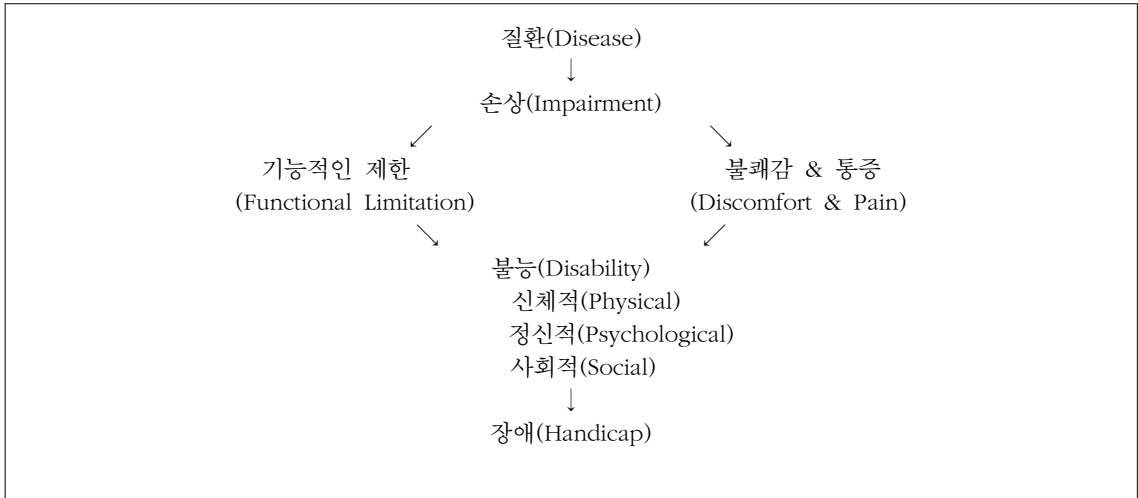 질환(Disease)
↓
손상(Impairment)
↙ ↘
기능적인 제한 불쾌감 & 통증
(Functional Limitation) (Discomfort & Pain)
↘ ↙
불능(Disability)
신체적(Physical)
정신적(Psychological)
사회적(Social)
↓
장애(Handicap)